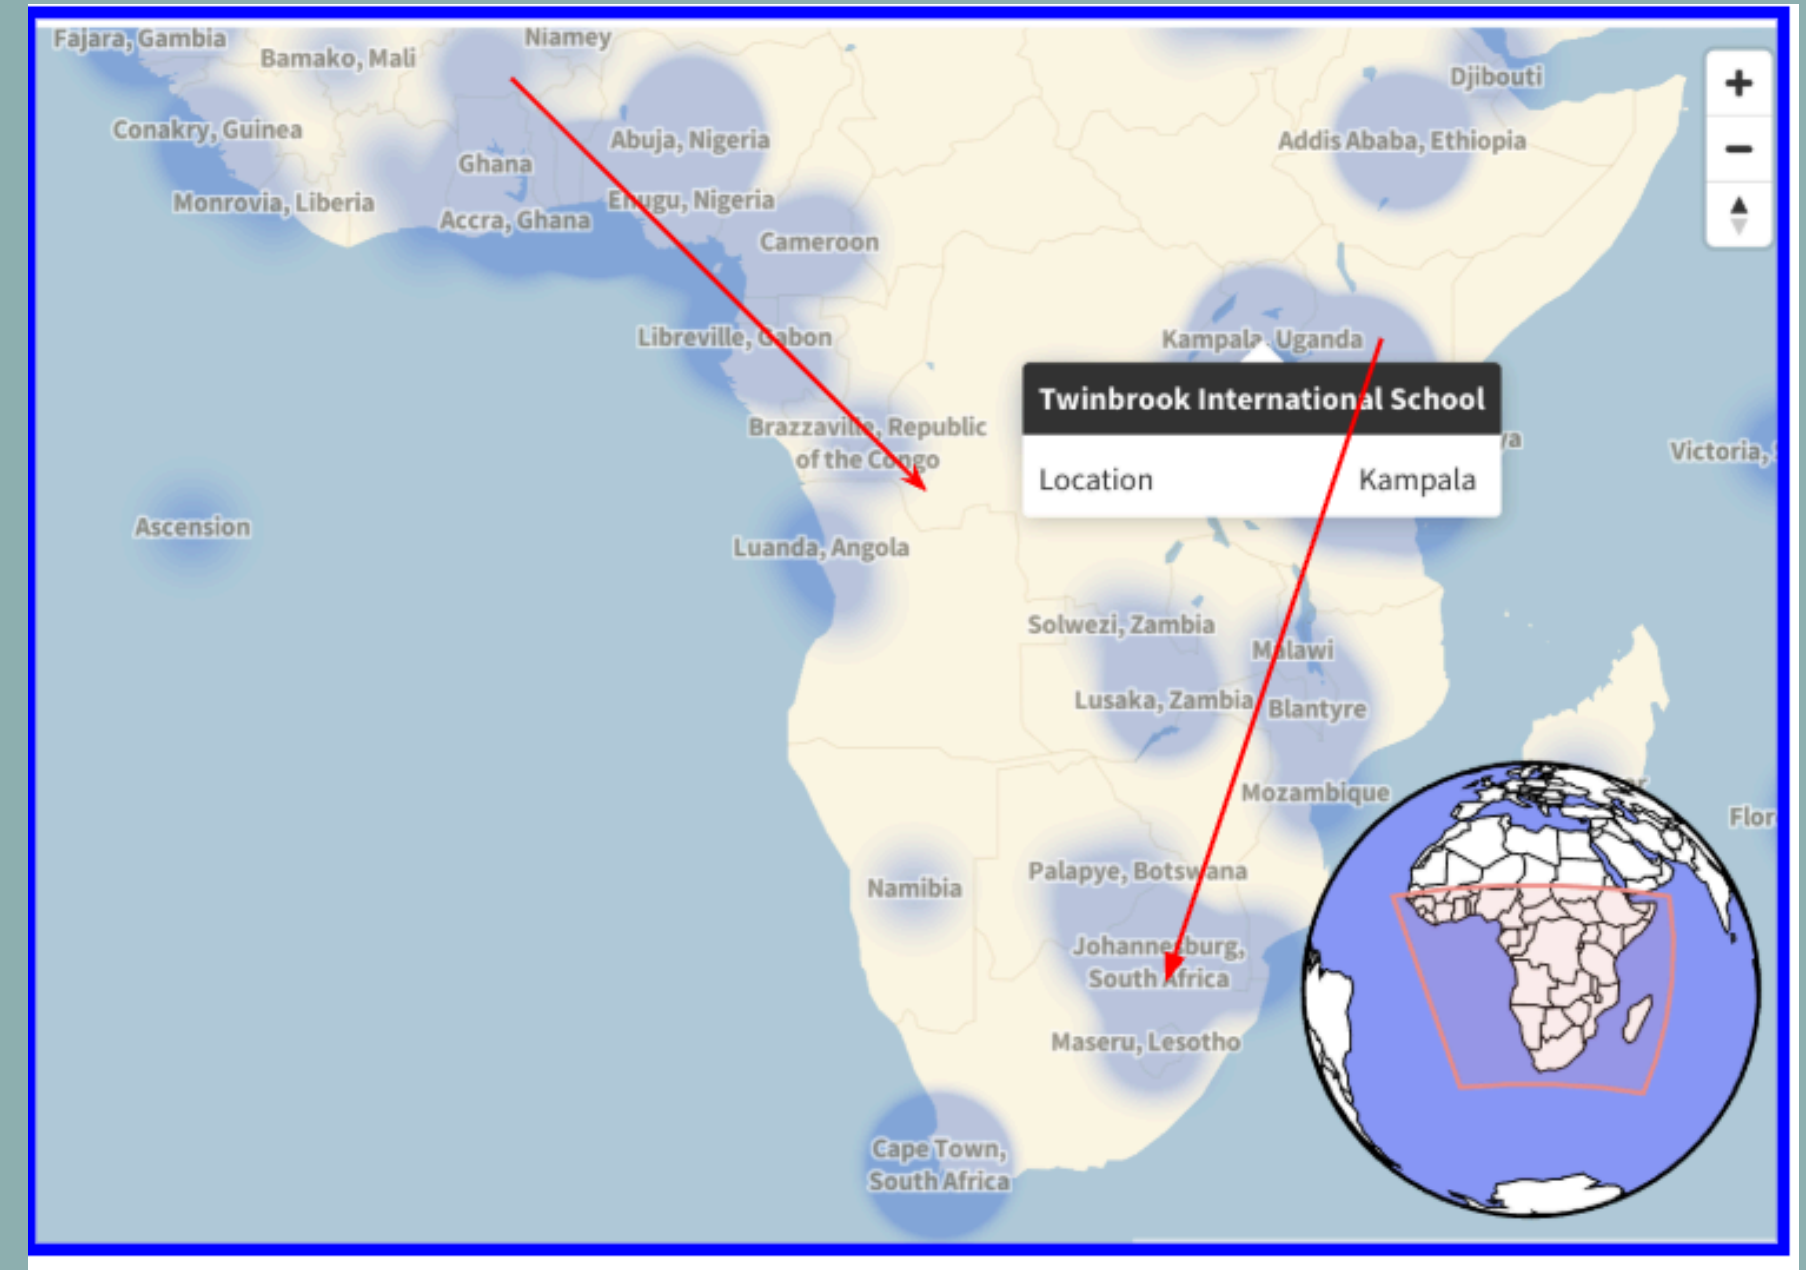 Fajara, Gambia
Niamey
Bamako, Mali
Djibouti
Conakry, Guinea
Abuja, Nigeria
Addis Ababa, Ethiopia
Ghana
Monrovia, Liberia
Enugu, Nigeria
Accra, Ghana
Cameroon
Libreville, Gabon
Kampala, Uganda
Twinbrook International School
Brazzaville, Republic
of the Congo
ya
Victoria,
Location
Kampala
Ascension
Luanda, Angola
Solwezi, Zambia
Malawi
Lusaka, Zambia
Blantyre
Mozambique
Flor
Palapye, Botswana
Namibia
Johannesburg,
South Africa
Maseru, Lesotho
Cape Town,
South Africa